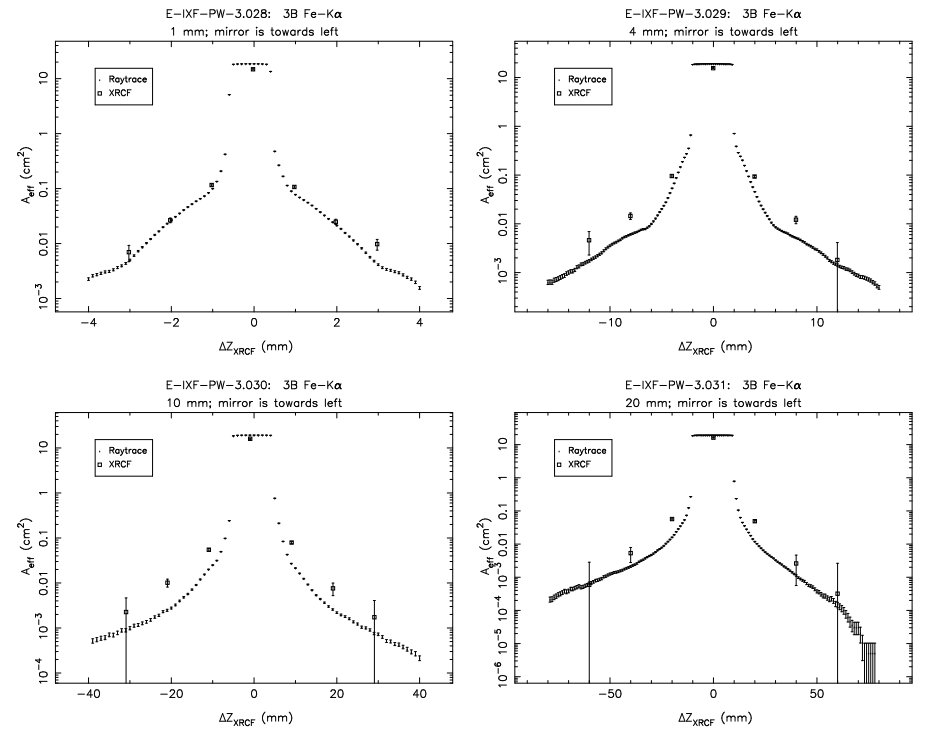 E-IXF-PW-3.028: 3B Fe-Kα
1 mm; mirror is towards left
Raytrace
XRCF
A_eff (cm²)
10
1
0.1
0.01
10⁻³
−4 −2 0 2 4
ΔZ_XRCF (mm)
E-IXF-PW-3.029: 3B Fe-Kα
4 mm; mirror is towards left
Raytrace
XRCF
A_eff (cm²)
10
1
0.1
0.01
10⁻³
−10 0 10
ΔZ_XRCF (mm)
E-IXF-PW-3.030: 3B Fe-Kα
10 mm; mirror is towards left
Raytrace
XRCF
A_eff (cm²)
10
1
0.1
0.01
10⁻³
10⁻⁴
−40 −20 0 20 40
ΔZ_XRCF (mm)
E-IXF-PW-3.031: 3B Fe-Kα
20 mm; mirror is towards left
Raytrace
XRCF
A_eff (cm²)
10
1
0.1
0.01
10⁻³
10⁻⁴
10⁻⁵
10⁻⁶
−50 0 50
ΔZ_XRCF (mm)